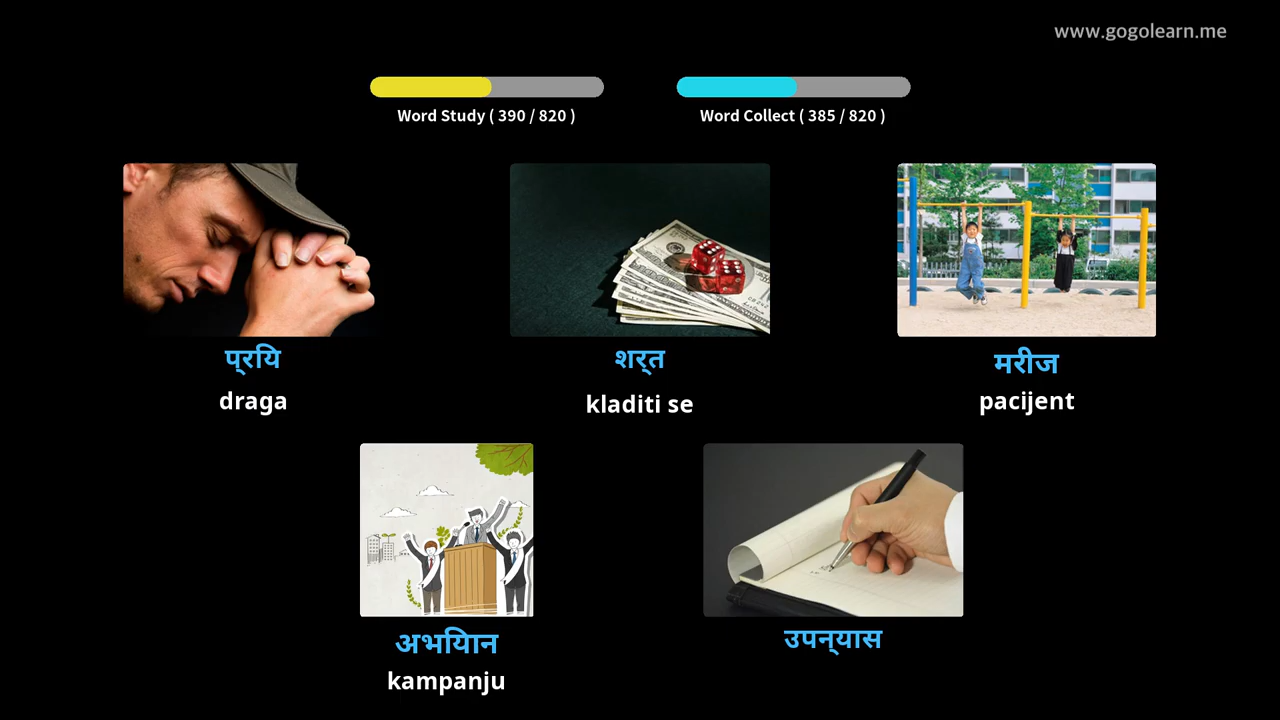 www.gogolearn.me
Word Study ( 390 / 820 )
Word Collect ( 385 / 820 )
प्रिय
draga
शर्त
kladiti se
मरीज
pacijent
अभियान
kampanju
उपन्यास